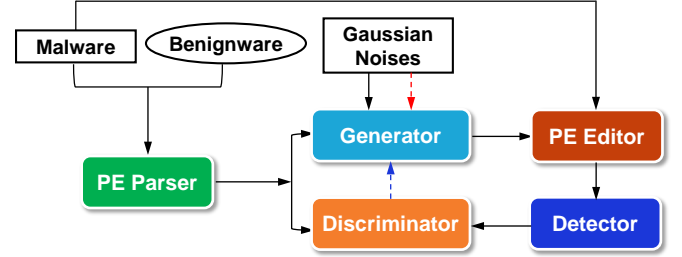 Malware
Benignware
Gaussian
Noises
Generator
PE Editor
PE Parser
Discriminator
Detector